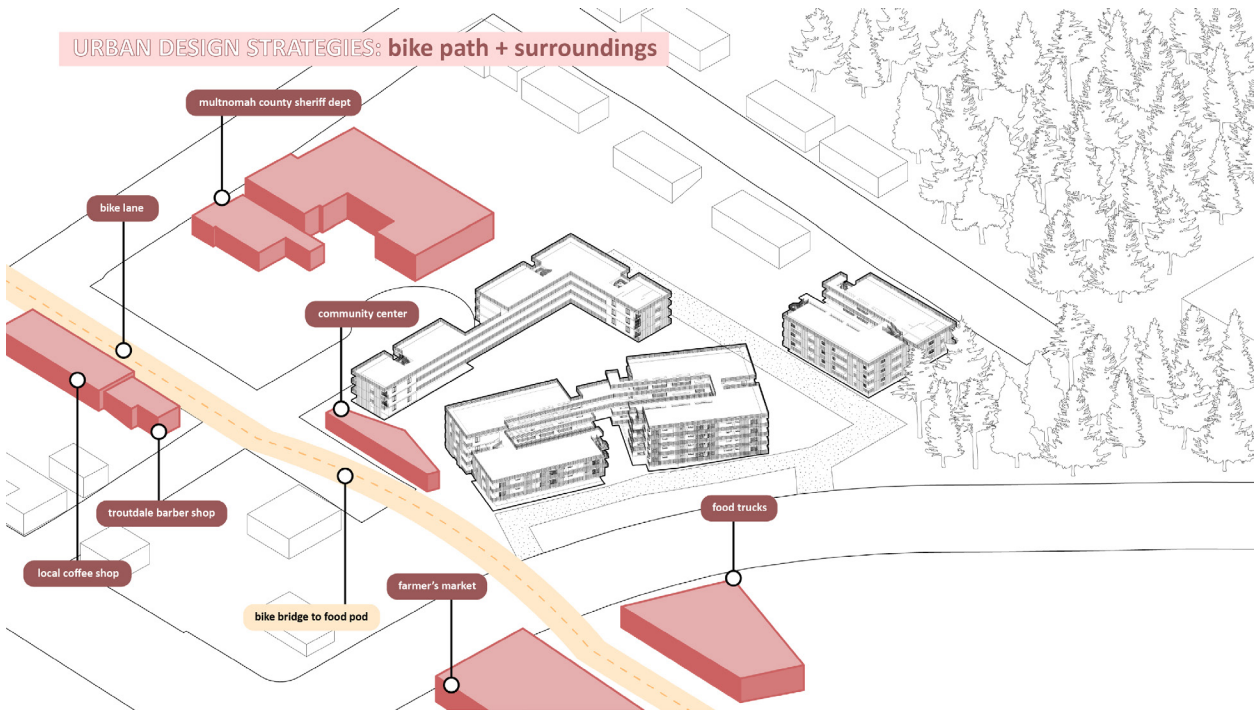 URBAN DESIGN STRATEGIES: bike path + surroundings
multnomah county sheriff dept
bike lane
community center
troutdale barber shop
food trucks
local coffee shop
farmer's market
bike bridge to food pod